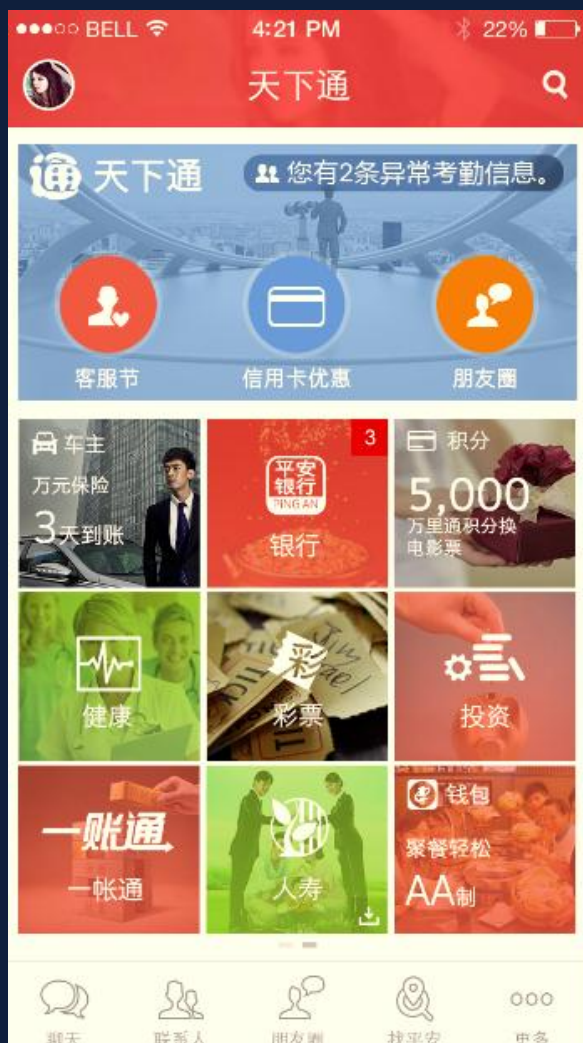 BELL 4:21 PM 22%
天下通
通 天下通 您有2条异常考勤信息。
客服节 信用卡优惠 朋友圈
车主
万元保险
3天到账
3
平安
银行
PING AN
银行
积分
5,000
万里通积分换
电影票
健康
彩
彩票
投资
一账通
一帐通
人寿
钱包
聚餐轻松
AA制
聊天 联系人 朋友圈 找平安 更多